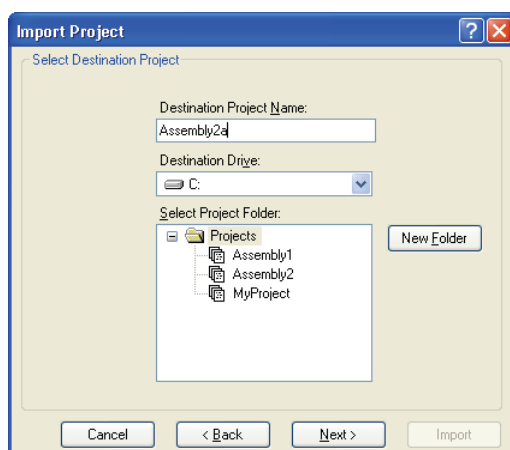 Import Project
Select Destination Project
Destination Project Name:
Assembly2a
Destination Drive:
C:
Select Project Folder:
Projects
Assembly1
Assembly2
MyProject
New Folder
Cancel
< Back
Next >
Import